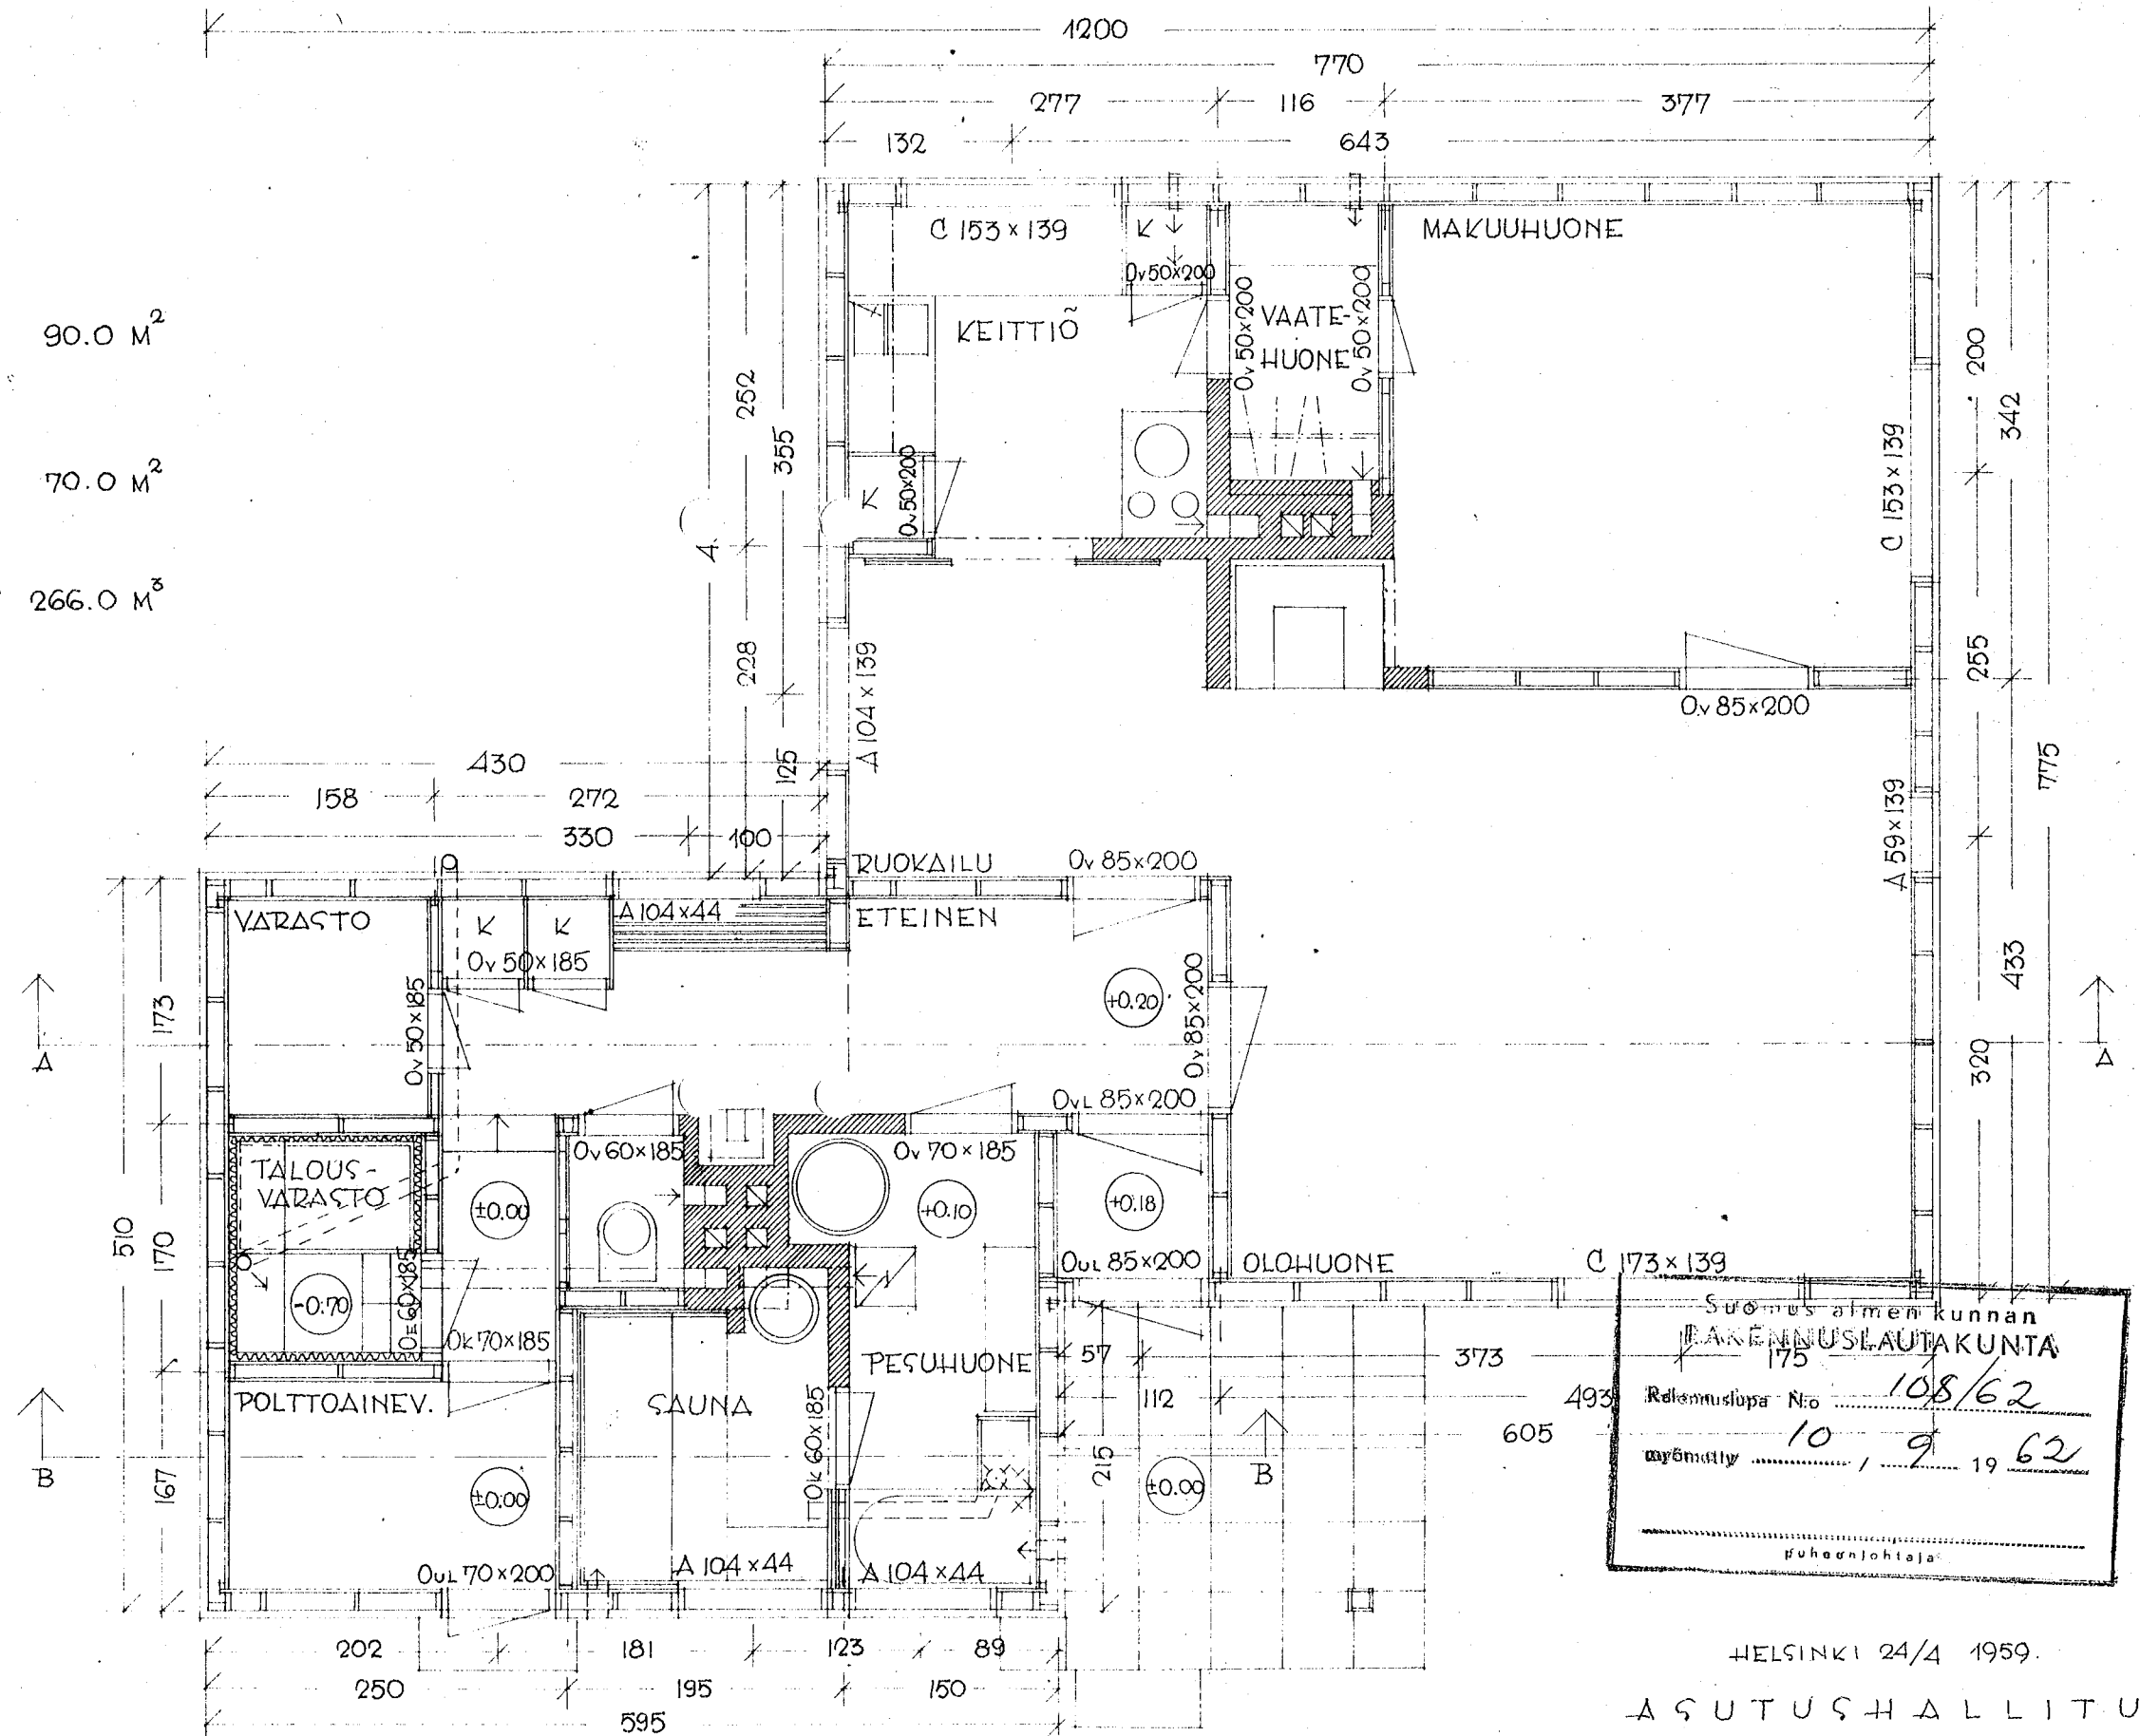 1200
770
277 116 377
132 643
C 153 x 139
K
MAKUUHUONE
Ov 50x200
KEITTIÖ
VAATE-
HUONE
Ov 50x200
Ov 50x200
90.0 M²
70.0 M²
266.0 M³
252
355
228
125
K
Ov 50x200
A 104 x 139
C 153 x 139
200
342
255
775
Ov 85x200
A 59x139
433
320
430
158 272
330 100
RUOKAILU
Ov 85x200
VARASTO
K
K
A 104 x 44
ETEINEN
Ov 50x185
Ov 50x185
+0.20
Ov 85x200
A
A
173
510
170
167
OvL 85x200
TALOUS-
VARASTO
±0.00
Ov 60x185
Ov 70x185
+0.10
+0.18
OuL 85x200
OLOHUONE
C 173 x 139
-0.70
Ok 70x185
POLTTOAINEV.
SAUNA
PESUHUONE
Ok 60x185
57 373 175
112 493
605
215
B
B
±0.00
±0.00
OuL 70x200
A 104 x 44
A 104 x 44
202 181 123 89
250 195 150
595
kunnan
RAKENNUSLAUTAKUNTA
Rakennuslupa N:o 108/62
10 / 9 19 62
puheenjohtaja
HELSINKI 24/4 1959.
ASUTUSHALLITU